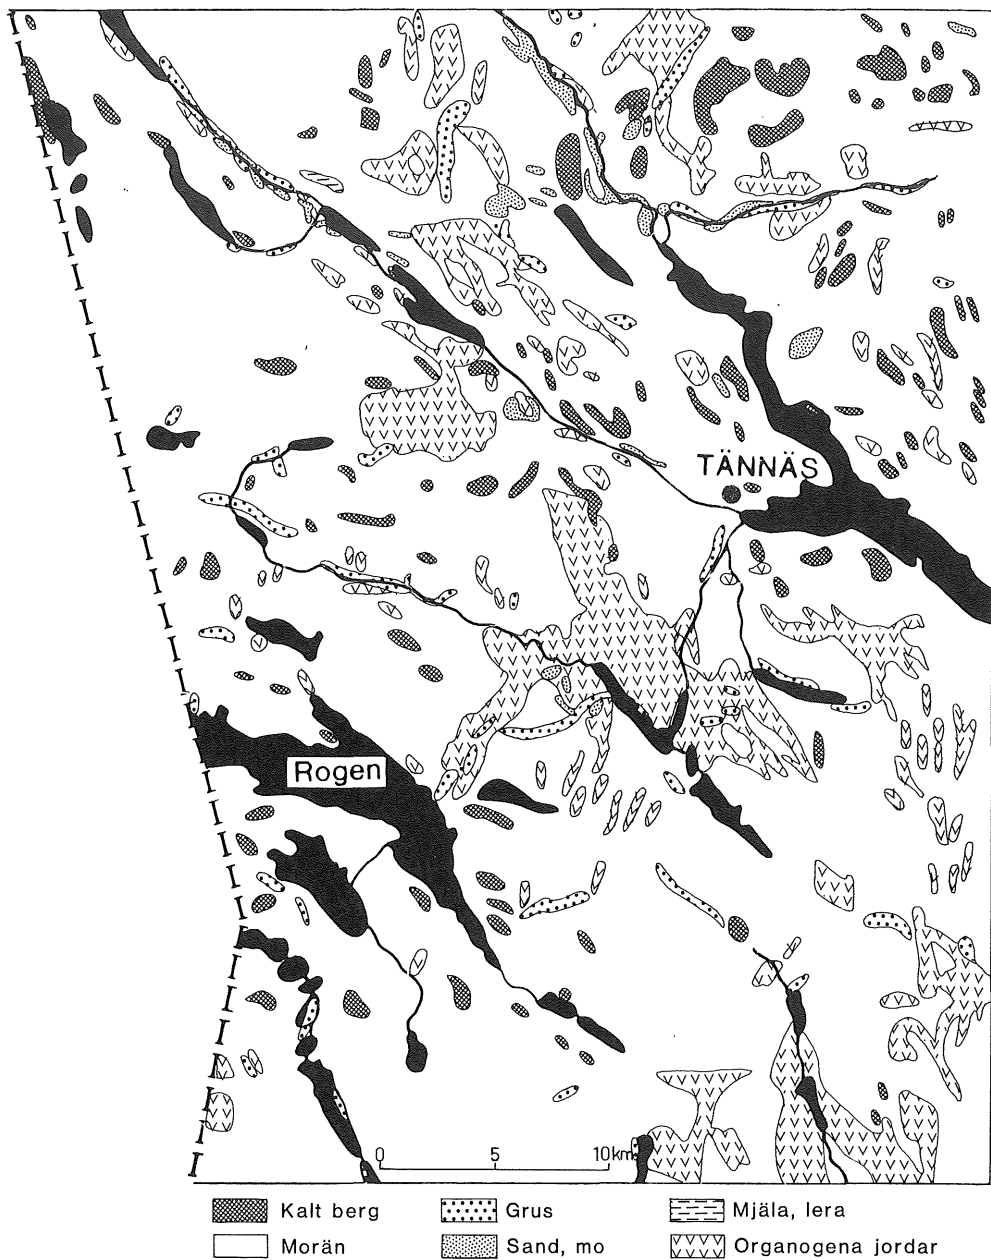 TÄNNÄS
Rogen
0 5 10km
Kalt berg
Grus
Mjäla, lera
Morän
Sand, mo
Organogena jordar